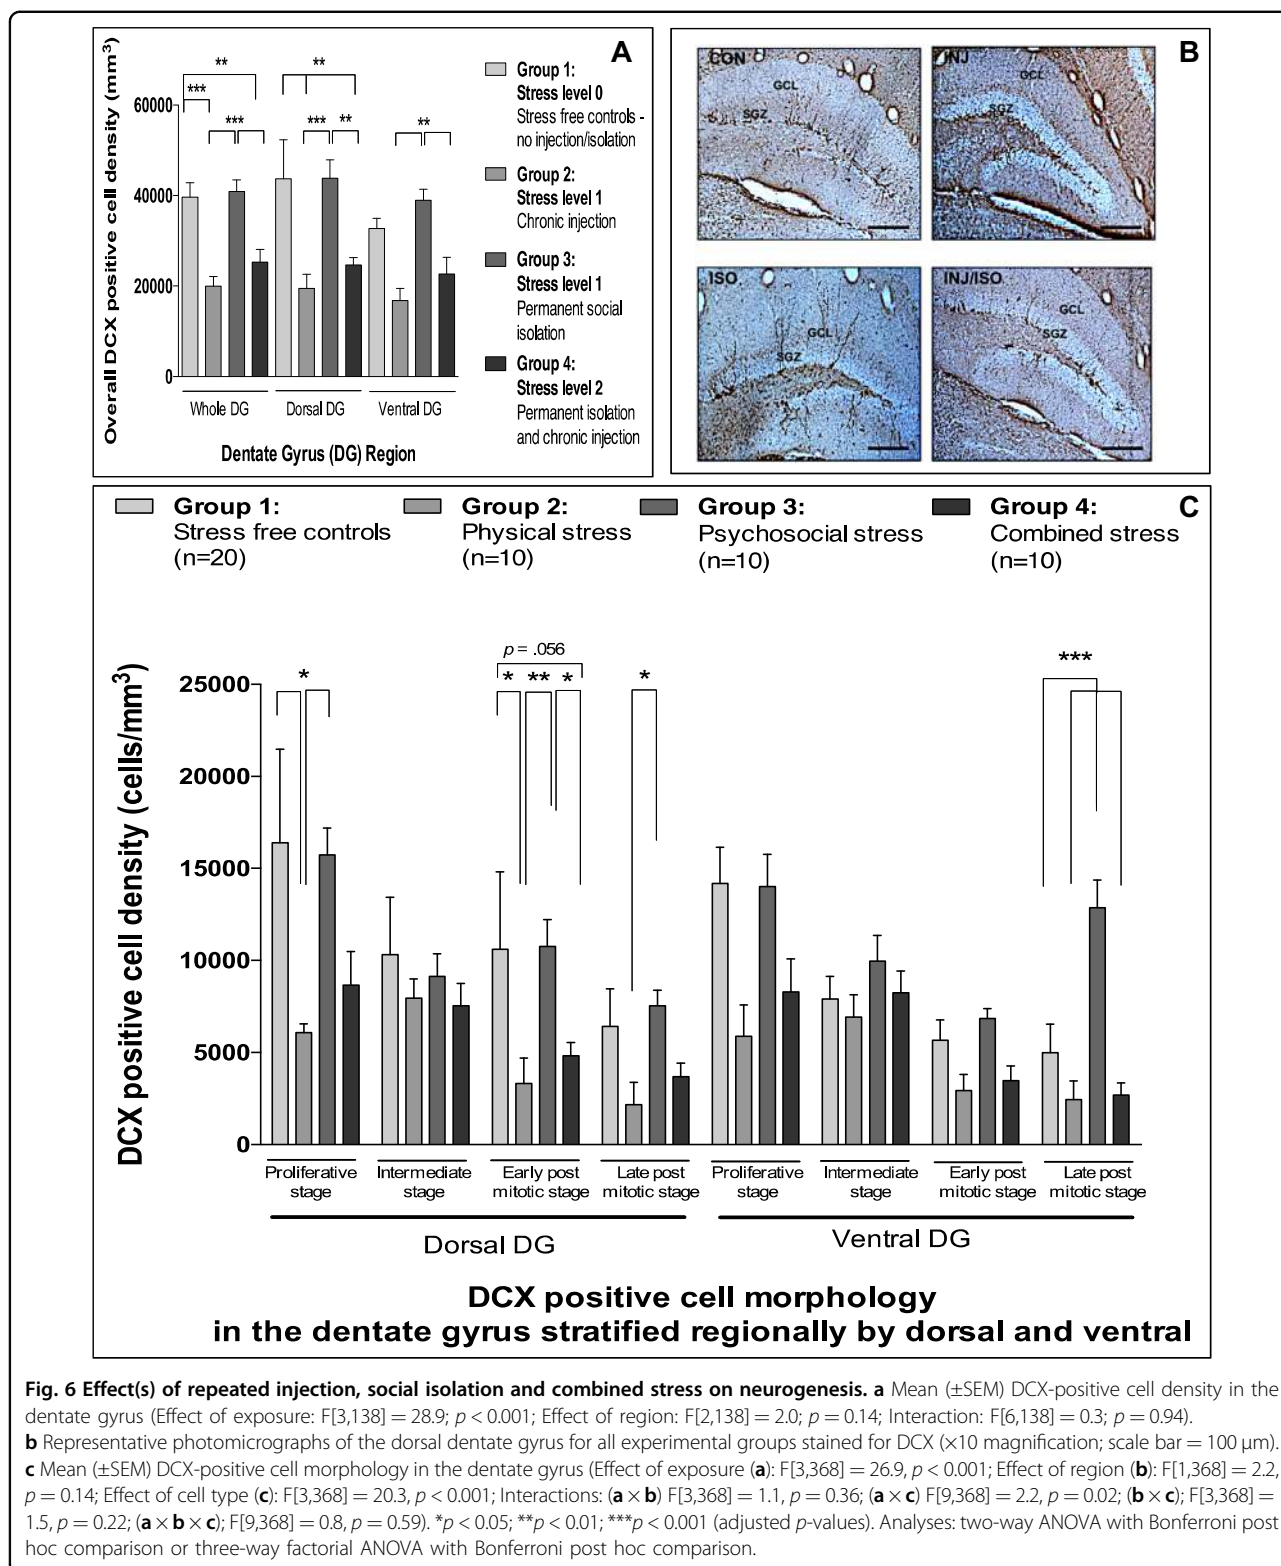 A
Overall DCX positive cell density (mm³)
60000
40000
20000
0
**
***
***
**
***
**
**
Whole DG
Dorsal DG
Ventral DG
Dentate Gyrus (DG) Region
Group 1:
Stress level 0
Stress free controls -
no injection/isolation
Group 2:
Stress level 1
Chronic injection
Group 3:
Stress level 1
Permanent social
isolation
Group 4:
Stress level 2
Permanent isolation
and chronic injection
B
CON
GCL
SGZ
INJ
GCL
SGZ
ISO
GCL
SGZ
INJ/ISO
GCL
SGZ
C
Group 1:
Stress free controls
(n=20)
Group 2:
Physical stress
(n=10)
Group 3:
Psychosocial stress
(n=10)
Group 4:
Combined stress
(n=10)
DCX positive cell density (cells/mm³)
25000
20000
15000
10000
5000
0
*
p = .056
*
**
*
*
***
Proliferative
stage
Intermediate
stage
Early post
mitotic stage
Late post
mitotic stage
Proliferative
stage
Intermediate
stage
Early post
mitotic stage
Late post
mitotic stage
Dorsal DG
Ventral DG
DCX positive cell morphology
in the dentate gyrus stratified regionally by dorsal and ventral
Fig. 6 Effect(s) of repeated injection, social isolation and combined stress on neurogenesis. a Mean (±SEM) DCX-positive cell density in the
dentate gyrus (Effect of exposure: F[3,138] = 28.9; p < 0.001; Effect of region: F[2,138] = 2.0; p = 0.14; Interaction: F[6,138] = 0.3; p = 0.94).
b Representative photomicrographs of the dorsal dentate gyrus for all experimental groups stained for DCX (×10 magnification; scale bar = 100 μm).
c Mean (±SEM) DCX-positive cell morphology in the dentate gyrus (Effect of exposure (a): F[3,368] = 26.9, p < 0.001; Effect of region (b): F[1,368] = 2.2,
p = 0.14; Effect of cell type (c): F[3,368] = 20.3, p < 0.001; Interactions: (a × b) F[3,368] = 1.1, p = 0.36; (a × c) F[9,368] = 2.2, p = 0.02; (b × c); F[3,368] =
1.5, p = 0.22; (a × b × c); F[9,368] = 0.8, p = 0.59). *p < 0.05; **p < 0.01; ***p < 0.001 (adjusted p-values). Analyses: two-way ANOVA with Bonferroni post
hoc comparison or three-way factorial ANOVA with Bonferroni post hoc comparison.